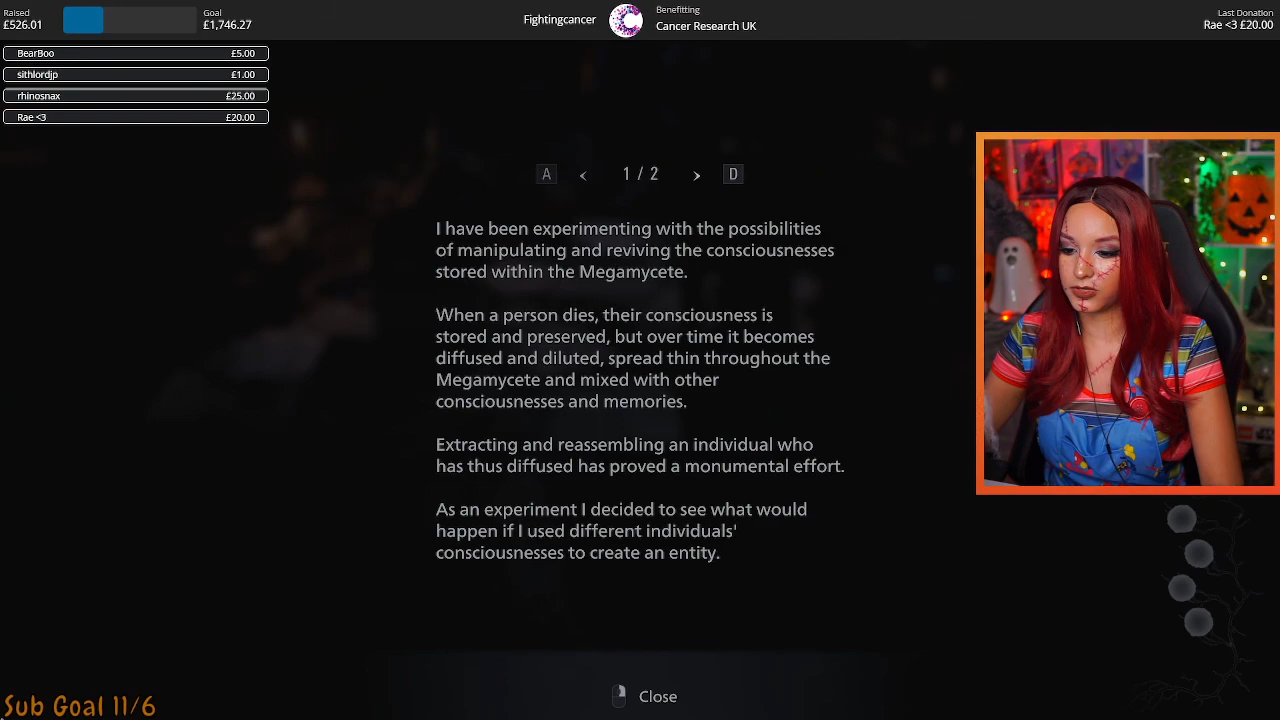 Raised
£526.01
Goal
£1,746.27
Fightingcancer
Benefitting
Cancer Research UK
Last Donation
Rae <3 £20.00
BearBoo £5.00
sithlordjp £1.00
rhinosnax £25.00
Rae <3 £20.00
A < 1 / 2 > D
I have been experimenting with the possibilities
of manipulating and reviving the consciousnesses
stored within the Megamycete.
When a person dies, their consciousness is
stored and preserved, but over time it becomes
diffused and diluted, spread thin throughout the
Megamycete and mixed with other
consciousnesses and memories.
Extracting and reassembling an individual who
has thus diffused has proved a monumental effort.
As an experiment I decided to see what would
happen if I used different individuals'
consciousnesses to create an entity.
Close
Sub Goal 11/6